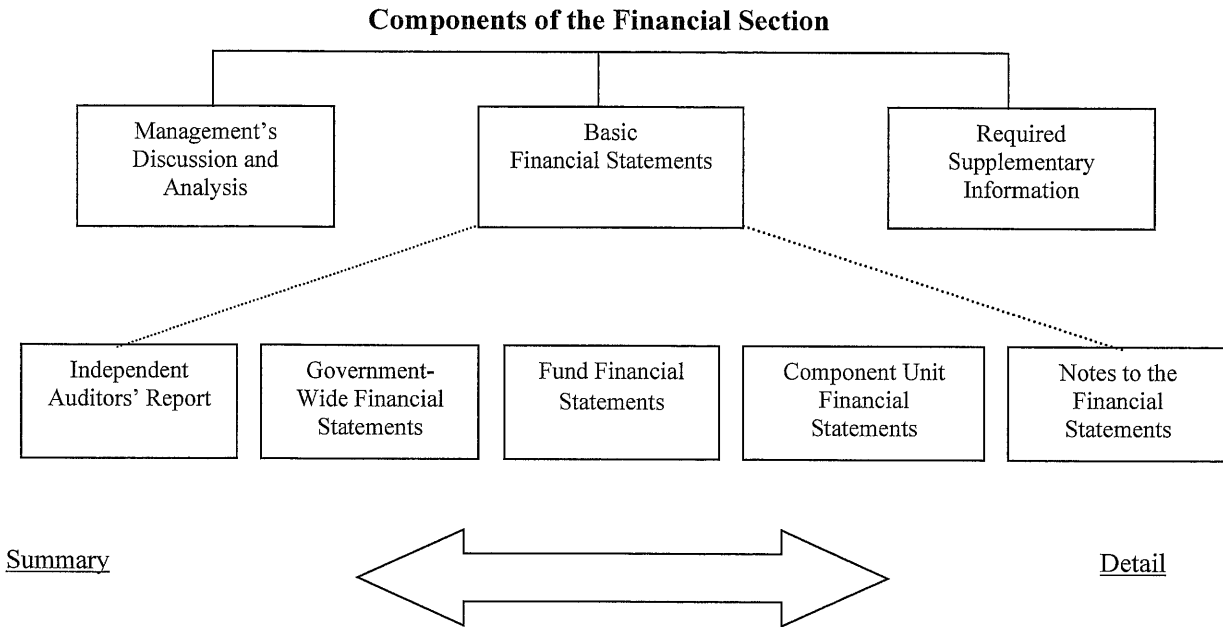 Components of the Financial Section
Management’s
Discussion and
Analysis
Basic
Financial Statements
Required
Supplementary
Information
Independent
Auditors’ Report
Government-
Wide Financial
Statements
Fund Financial
Statements
Component Unit
Financial
Statements
Notes to the
Financial
Statements
Summary
Detail